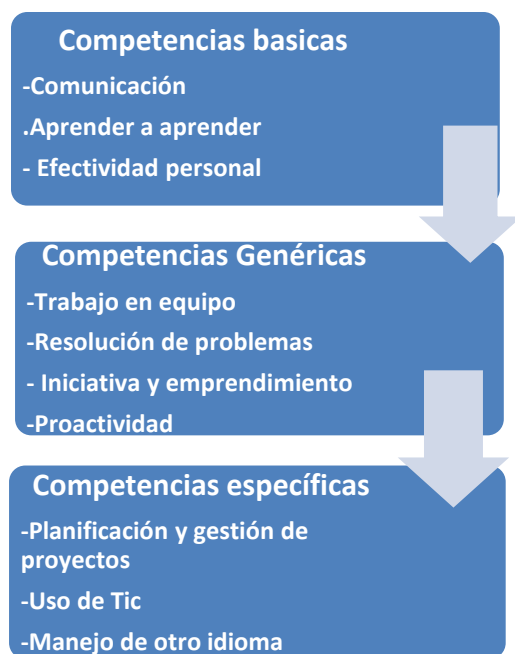 Competencias basicas
-Comunicación
.Aprender a aprender
- Efectividad personal
Competencias Genéricas
-Trabajo en equipo
-Resolución de problemas
- Iniciativa y emprendimiento
-Proactividad
Competencias específicas
-Planificación y gestión de
proyectos
-Uso de Tic
-Manejo de otro idioma